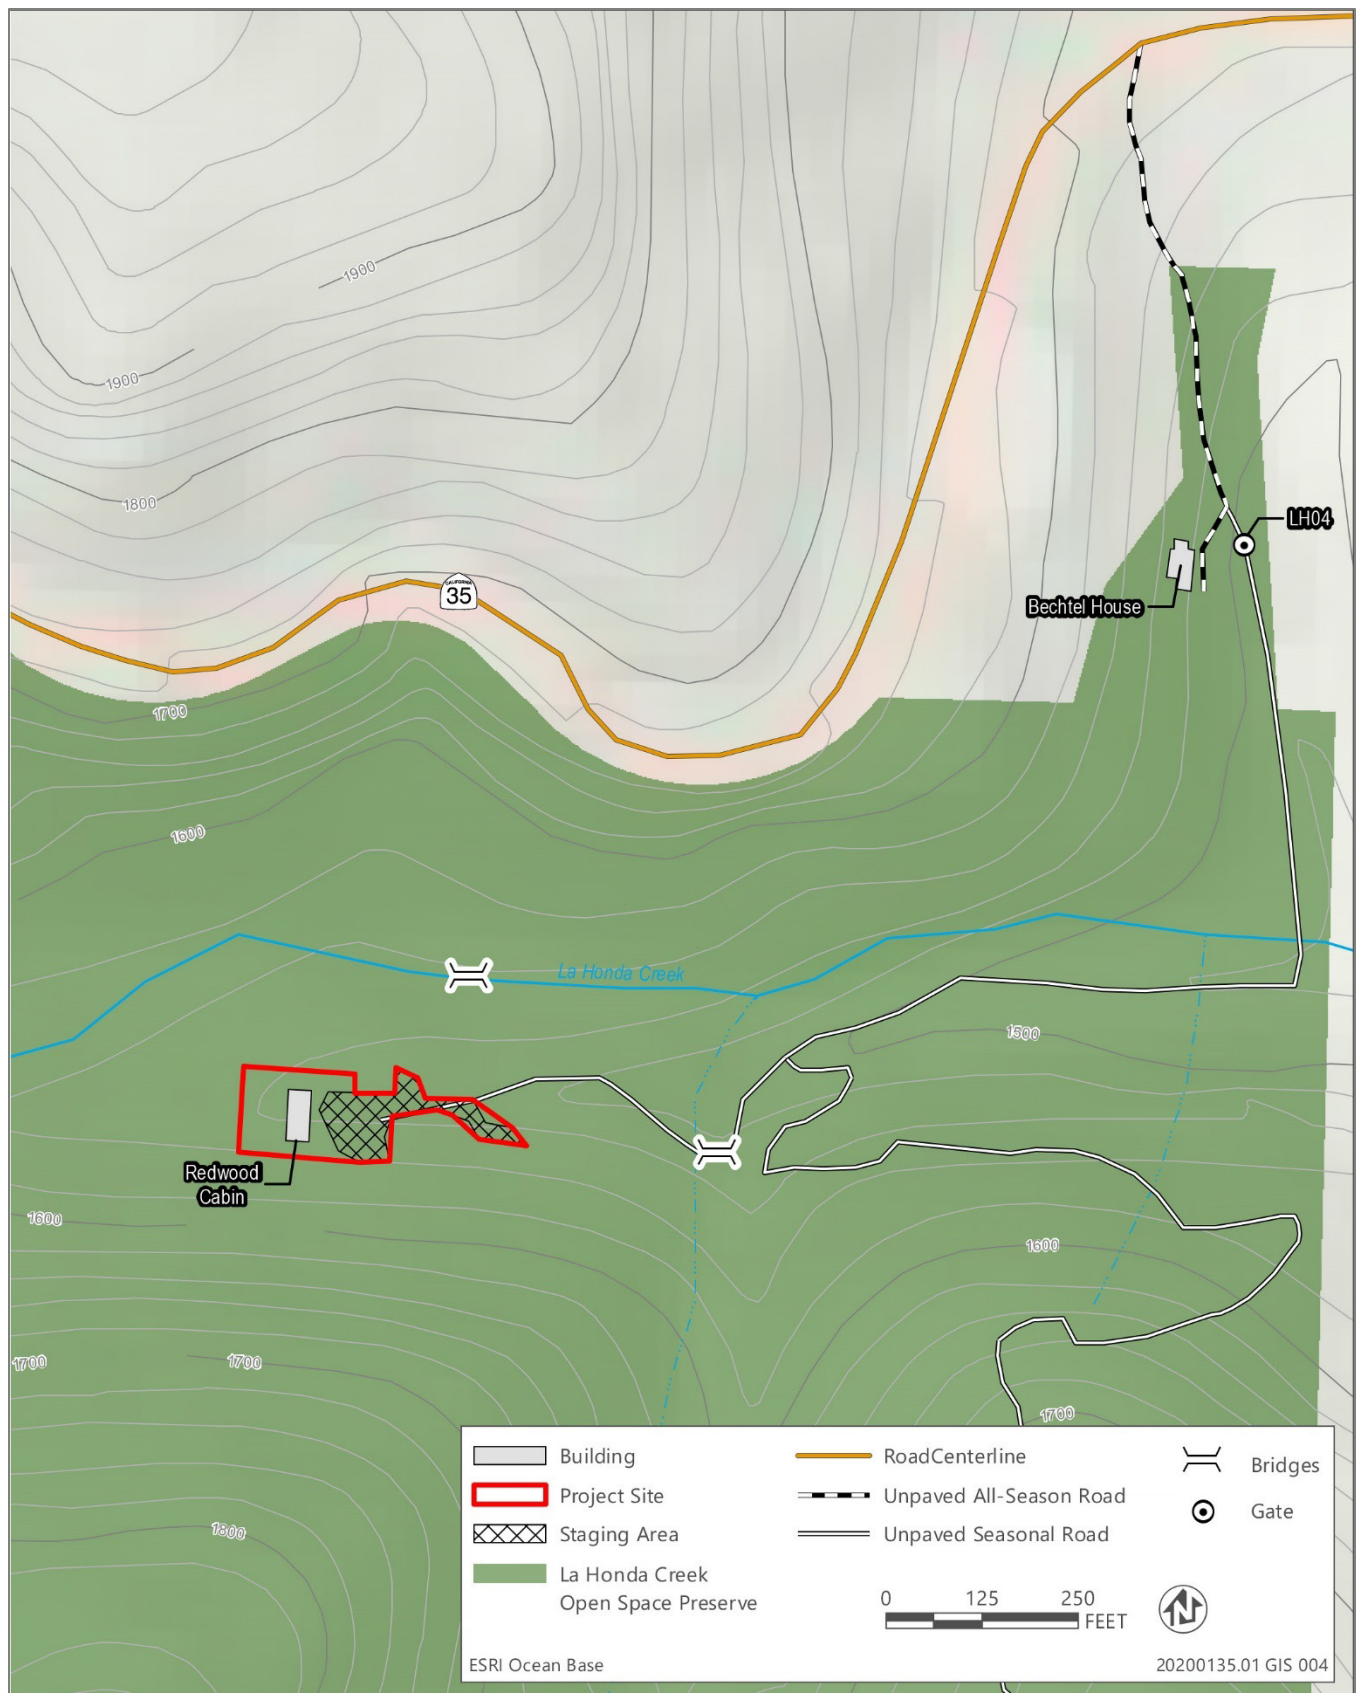 1900
1900
1800
LH04
CALIFORNIA
35
Bechtel House
1700
1600
La Honda Creek
1500
Redwood
Cabin
1600
1600
1700
1700
1700
1800
Building
Project Site
Staging Area
La Honda Creek
Open Space Preserve
RoadCenterline
Unpaved All-Season Road
Unpaved Seasonal Road
Bridges
Gate
0 125 250
FEET
N
ESRI Ocean Base
20200135.01 GIS 004